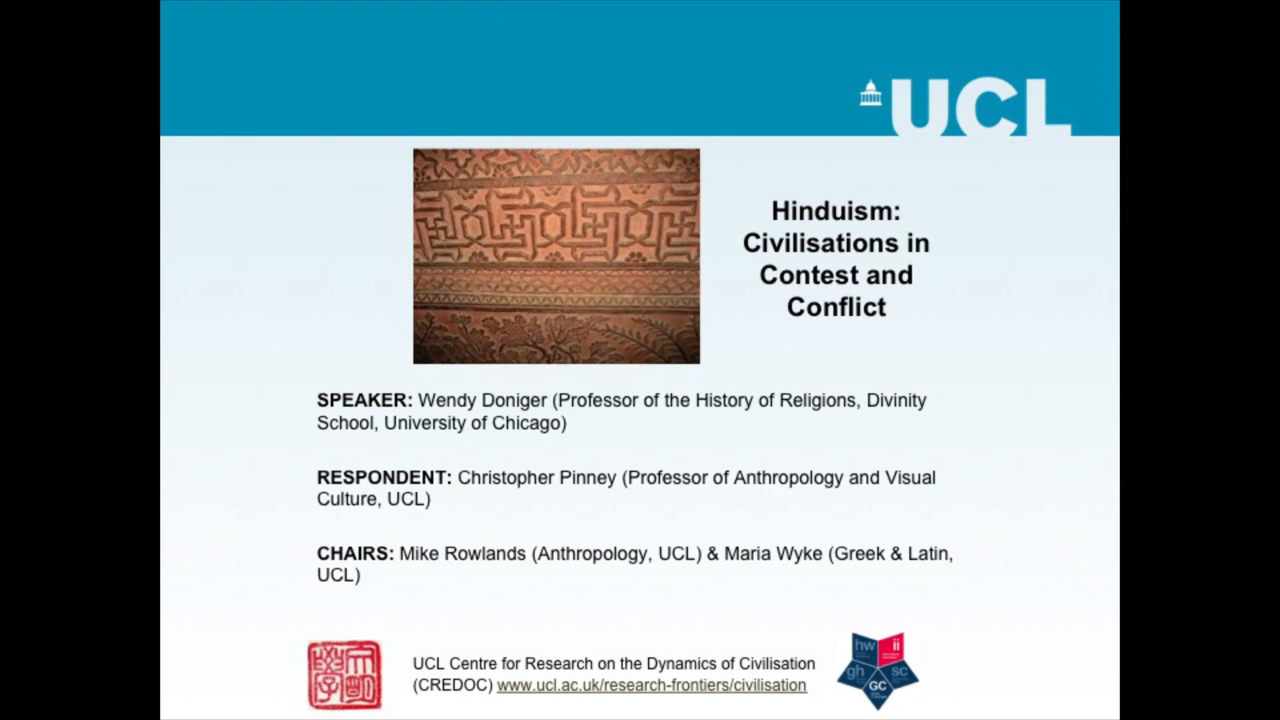 UCL
Hinduism:
Civilisations in
Contest and
Conflict
SPEAKER: Wendy Doniger (Professor of the History of Religions, Divinity
School, University of Chicago)
RESPONDENT: Christopher Pinney (Professor of Anthropology and Visual
Culture, UCL)
CHAIRS: Mike Rowlands (Anthropology, UCL) & Maria Wyke (Greek & Latin,
UCL)
UCL Centre for Research on the Dynamics of Civilisation
(CREDOC) www.ucl.ac.uk/research-frontiers/civilisation
hw
ii
gh
sc
GC